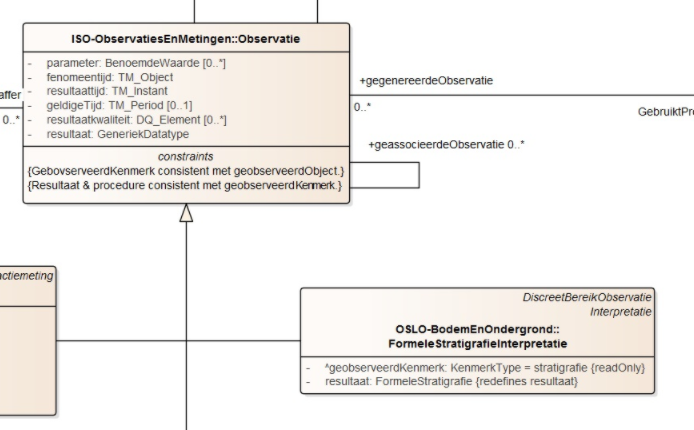 ISO-ObservatiesEnMetingen::Observatie
- parameter: BenoemdeWaarde [0..*]
- fenomeentijd: TM_Object
- resultaattijd: TM_Instant
- geldigeTijd: TM_Period [0..1]
- resultaatkwaliteit: DQ_Element [0..*]
- resultaat: GeneriekDatatype
constraints
{GebovserveerdKenmerk consistent met geobserveerdObject.}
{Resultaat & procedure consistent met geobserveerdKenmerk.}
affer
0..*
+gegenereerdeObservatie
0..*
GebruiktPr
+geassocieerdeObservatie 0..*
actiemeting
DiscreetBereikObservatie
Interpretatie
OSLO-BodemEnOndergrond::
FormeleStratigrafieInterpretatie
- *geobserveerdKenmerk: KenmerkType = stratigrafie {readOnly}
- resultaat: FormeleStratigrafie {redefines resultaat}